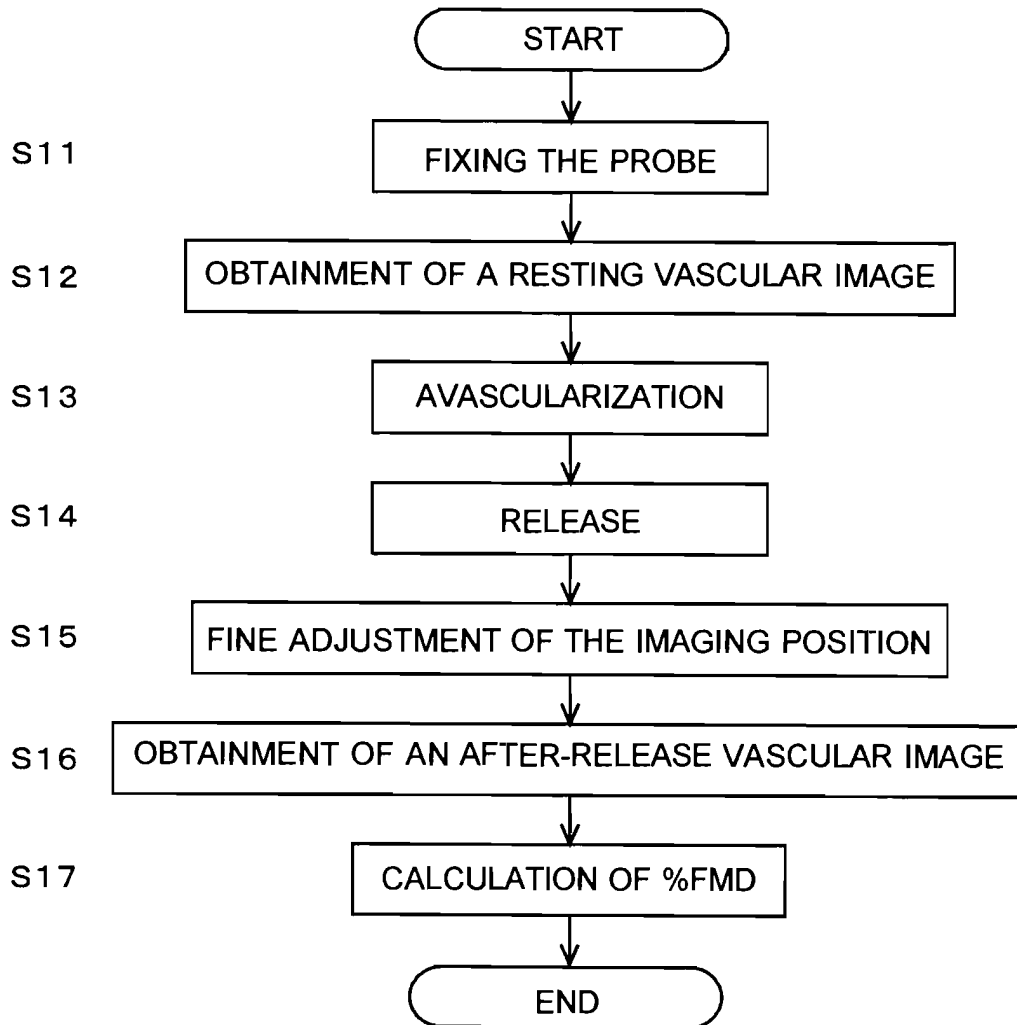 START
S11 FIXING THE PROBE
S12 OBTAINMENT OF A RESTING VASCULAR IMAGE
S13 AVASCULARIZATION
S14 RELEASE
S15 FINE ADJUSTMENT OF THE IMAGING POSITION
S16 OBTAINMENT OF AN AFTER-RELEASE VASCULAR IMAGE
S17 CALCULATION OF %FMD
END